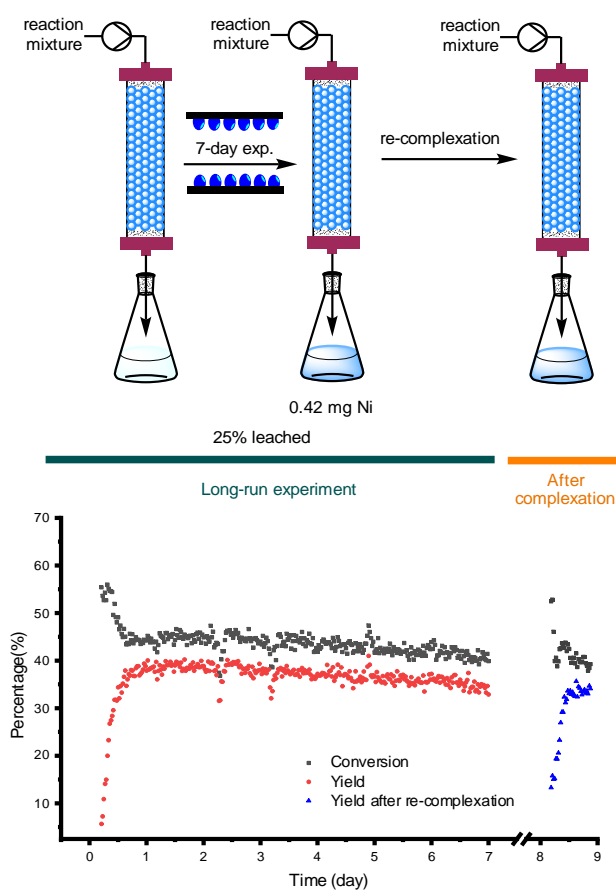 reaction
mixture
reaction
mixture
reaction
mixture
7-day exp.
re-complexation
0.42 mg Ni
25% leached
Long-run experiment
After
complexation
Percentage(%)
70
60
50
40
30
20
10
Conversion
Yield
Yield after re-complexation
0 1 2 3 4 5 6 7 8 9
Time (day)